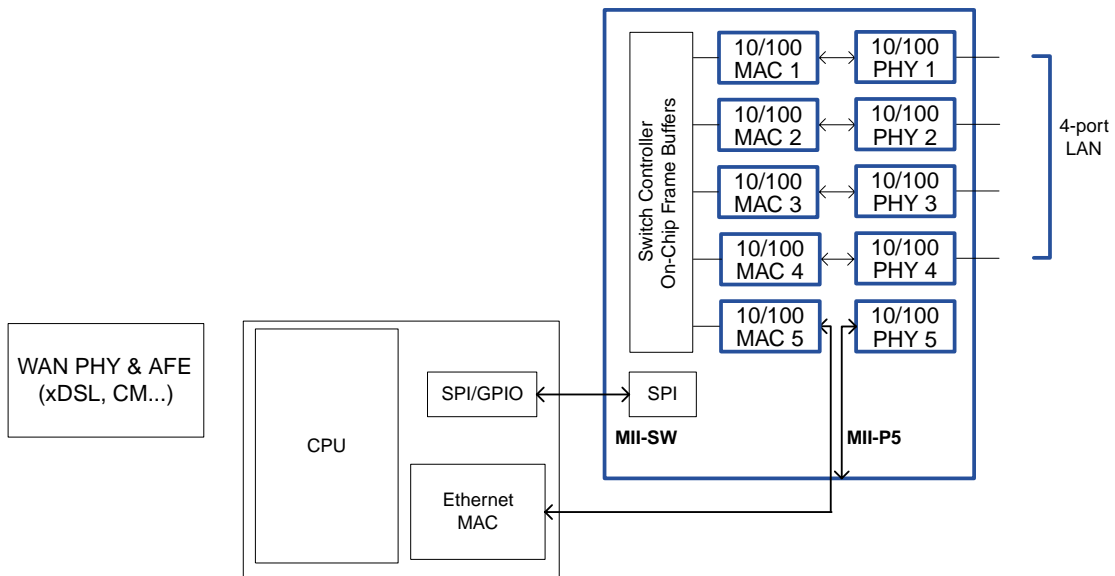 10/100
MAC 1
10/100
PHY 1
10/100
MAC 2
10/100
PHY 2
10/100
MAC 3
10/100
PHY 3
10/100
MAC 4
10/100
PHY 4
10/100
MAC 5
10/100
PHY 5
Switch Controller
On-Chip Frame Buffers
4-port
LAN
WAN PHY & AFE
(xDSL, CM...)
CPU
SPI/GPIO
SPI
MII-SW
MII-P5
Ethernet
MAC